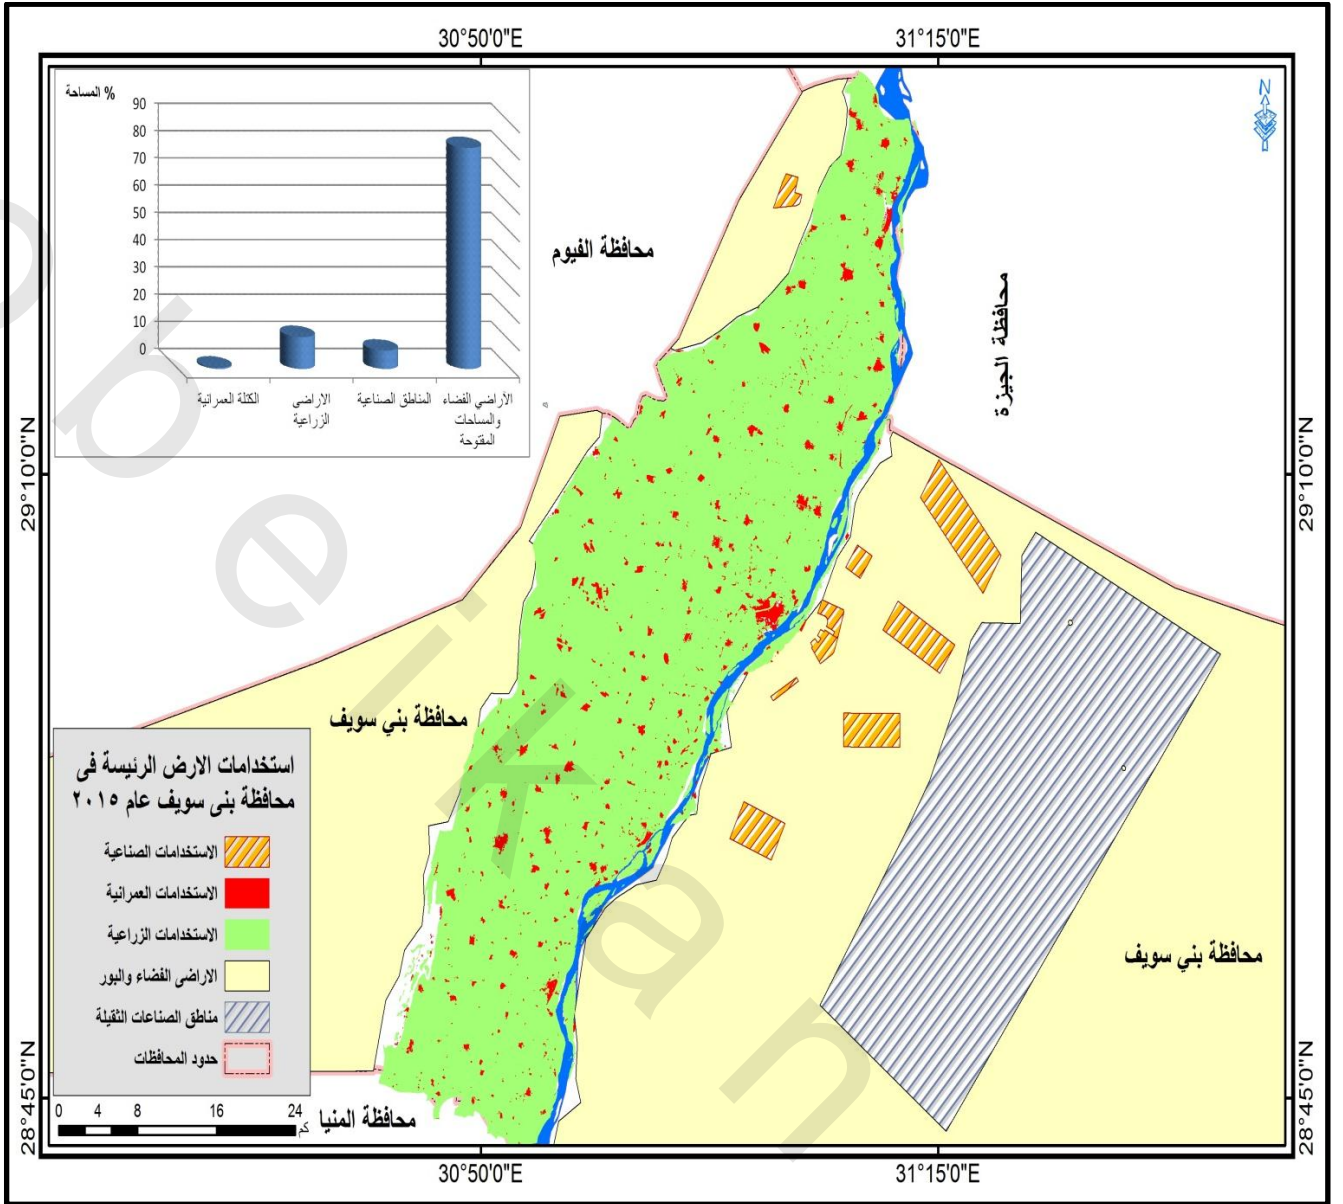 30°50'0"E
31°15'0"E
المساحة %
90
80
70
60
50
40
30
20
10
0
الكتلة العمرانية
الاراضى
الزراعية
المناطق الصناعية
الأراضي الفضاء
والمساحات
المفتوحة
N
محافظة الفيوم
محافظة الجيزة
29°10'0"N
29°10'0"N
محافظة بني سويف
محافظة بني سويف
استخدامات الارض الرئيسة فى
محافظة بنى سويف عام ٢٠١٥
الاستخدامات الصناعية
الاستخدامات العمرانية
الاستخدامات الزراعية
الاراضى الفضاء والبور
مناطق الصناعات الثقيلة
حدود المحافظات
28°45'0"N
28°45'0"N
0 4 8 16 24
كم
محافظة المنيا
30°50'0"E
31°15'0"E
obeikan